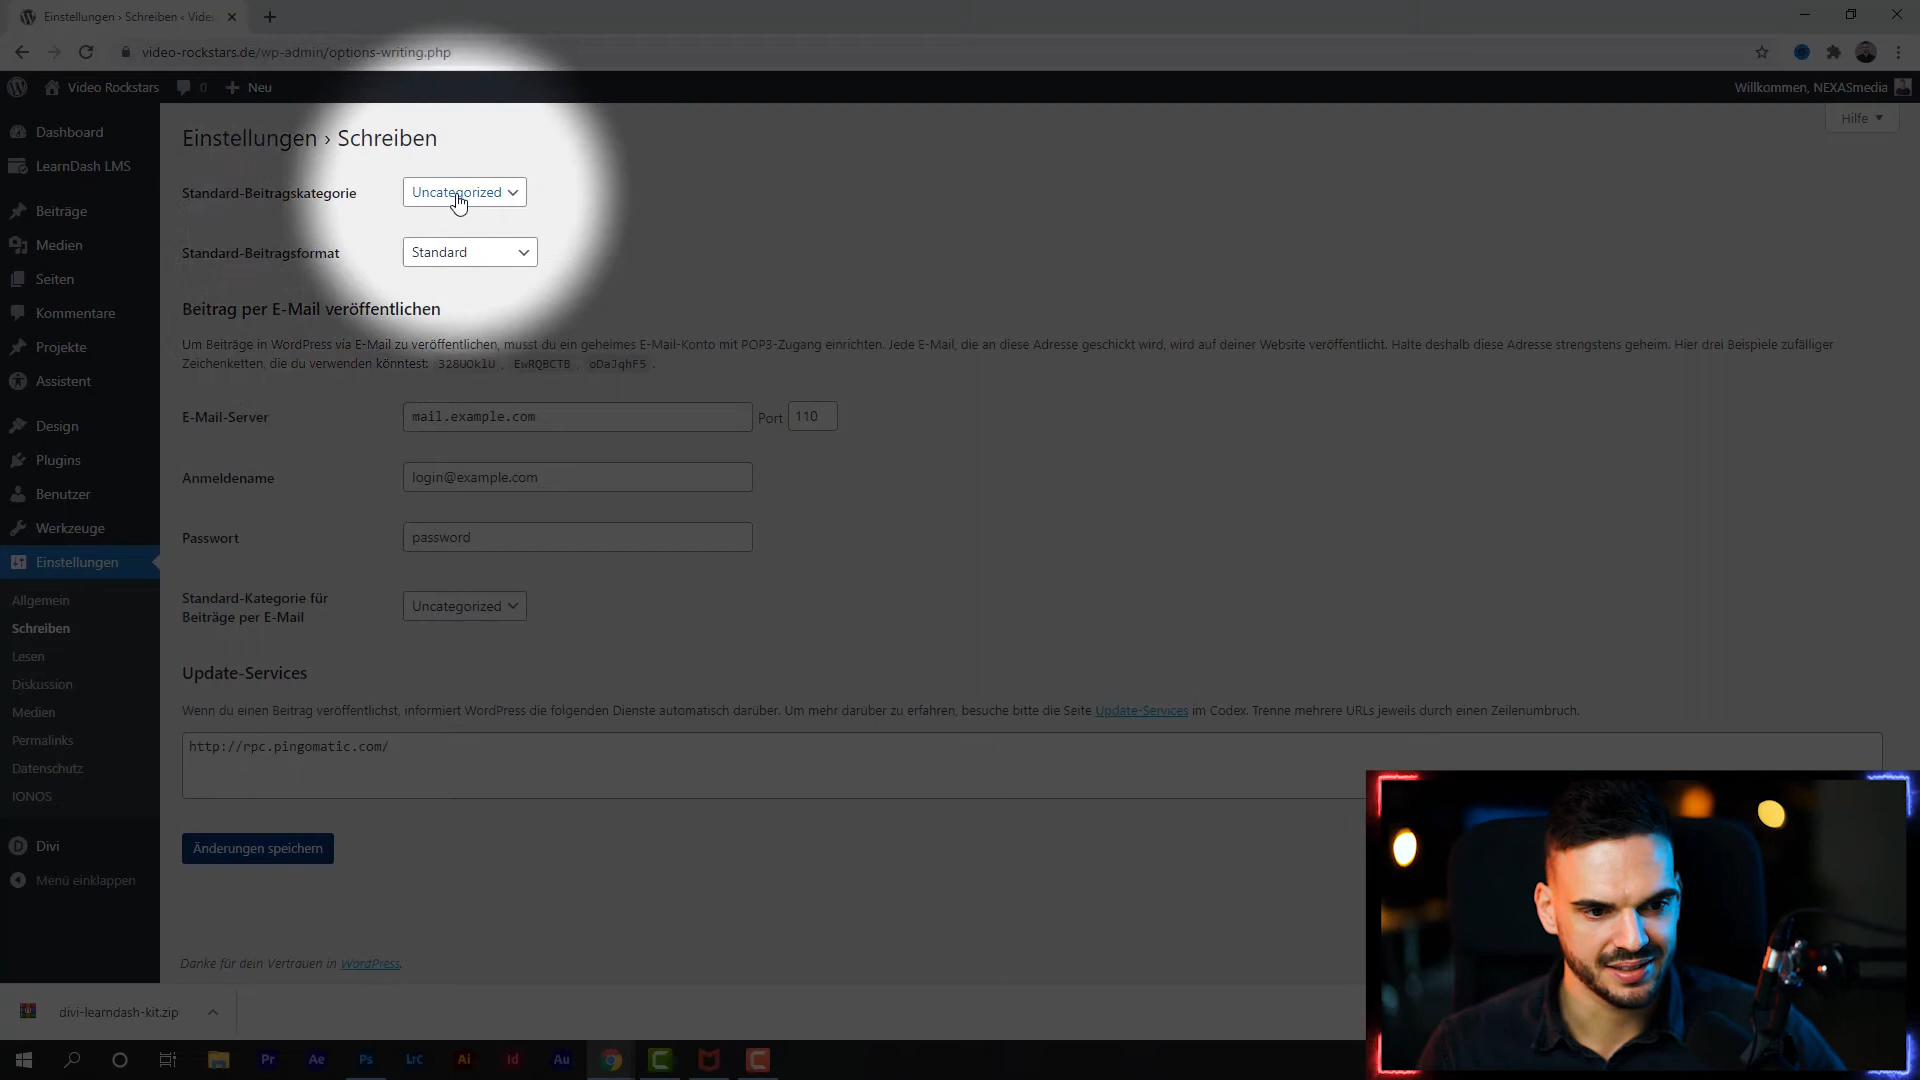 Einstellungen › Schreiben ‹ Vide
video-rockstars.de/wp-admin/options-writing.php
Video Rockstars
0
Neu
Willkommen, NEXASmedia
Hilfe
Dashboard
LearnDash LMS
Beiträge
Medien
Seiten
Kommentare
Projekte
Assistent
Design
Plugins
Benutzer
Werkzeuge
Einstellungen
Allgemein
Schreiben
Lesen
Diskussion
Medien
Permalinks
Datenschutz
IONOS
Divi
Menü einklappen
Einstellungen › Schreiben
Standard-Beitragskategorie
Uncategorized
Standard-Beitragsformat
Standard
Beitrag per E-Mail veröffentlichen
Um Beiträge in WordPress via E-Mail zu veröffentlichen, musst du ein geheimes E-Mail-Konto mit POP3-Zugang einrichten. Jede E-Mail, die an diese Adresse geschickt wird, wird auf deiner Website veröffentlicht. Halte deshalb diese Adresse strengstens geheim. Hier drei Beispiele zufälliger
Zeichenketten, die du verwenden könntest: 328UOklU , EwRQBCTB , oDaJqhF5 .
E-Mail-Server
mail.example.com
Port
110
Anmeldename
login@example.com
Passwort
password
Standard-Kategorie für
Beiträge per E-Mail
Uncategorized
Update-Services
Wenn du einen Beitrag veröffentlichst, informiert WordPress die folgenden Dienste automatisch darüber. Um mehr darüber zu erfahren, besuche bitte die Seite Update-Services im Codex. Trenne mehrere URLs jeweils durch einen Zeilenumbruch.
http://rpc.pingomatic.com/
Änderungen speichern
Danke für dein Vertrauen in WordPress.
divi-learndash-kit.zip
Pr
Ae
Ps
LrC
Ai
Id
Au